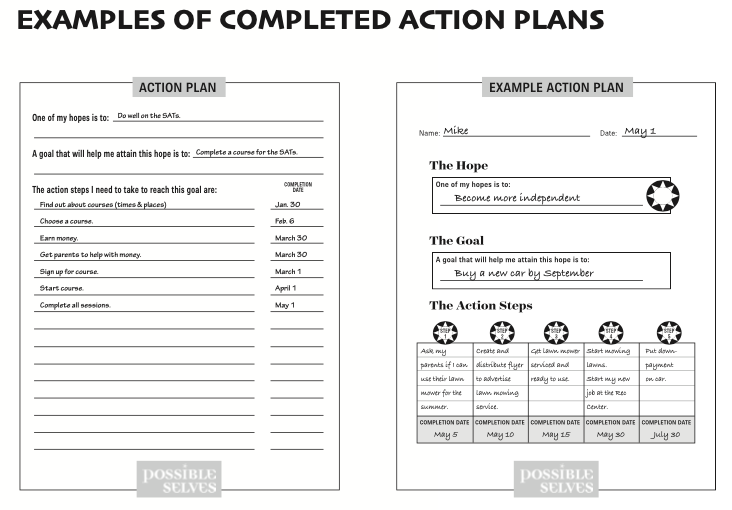 EXAMPLES OF COMPLETED ACTION PLANS
ACTION PLAN
One of my hopes is to: Do well on the SATs.
A goal that will help me attain this hope is to: Complete a course for the SATs.
The action steps I need to take to reach this goal are: COMPLETION DATE
Find out about courses (times & places) Jan. 30
Choose a course. Feb. 6
Earn money. March 30
Get parents to help with money. March 30
Sign up for course. March 1
Start course. April 1
Complete all sessions. May 1
POSSIBLE
SELVES
EXAMPLE ACTION PLAN
Name: Mike Date: May 1
The Hope
One of my hopes is to:
Become more independent
The Goal
A goal that will help me attain this hope is to:
Buy a new car by September
The Action Steps
STEP 1
Ask my
parents if I can
use their lawn
mower for the
summer.
COMPLETION DATE
May 5
STEP 2
Create and
distribute flyer
to advertise
lawn mowing
service.
COMPLETION DATE
May 10
STEP 3
Get lawn mower
serviced and
ready to use.
COMPLETION DATE
May 15
STEP 4
Start mowing
lawns.
Start my new
job at the Rec
Center.
COMPLETION DATE
May 30
STEP 5
Put down-
payment
on car.
COMPLETION DATE
July 30
POSSIBLE
SELVES